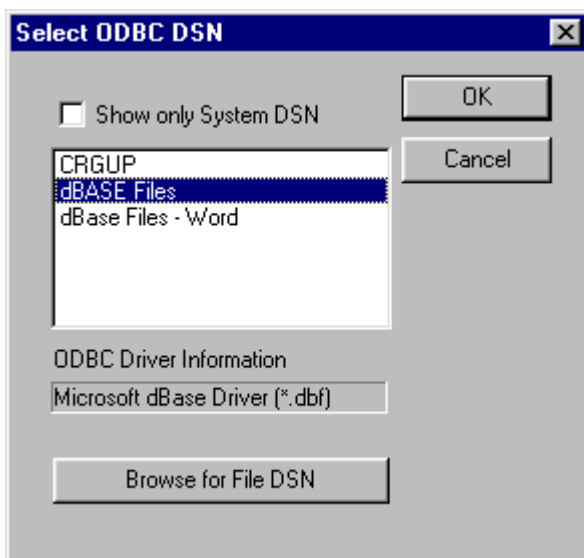 Select ODBC DSN
Show only System DSN
OK
Cancel
CRGUP
dBASE Files
dBase Files - Word
ODBC Driver Information
Microsoft dBase Driver (*.dbf)
Browse for File DSN